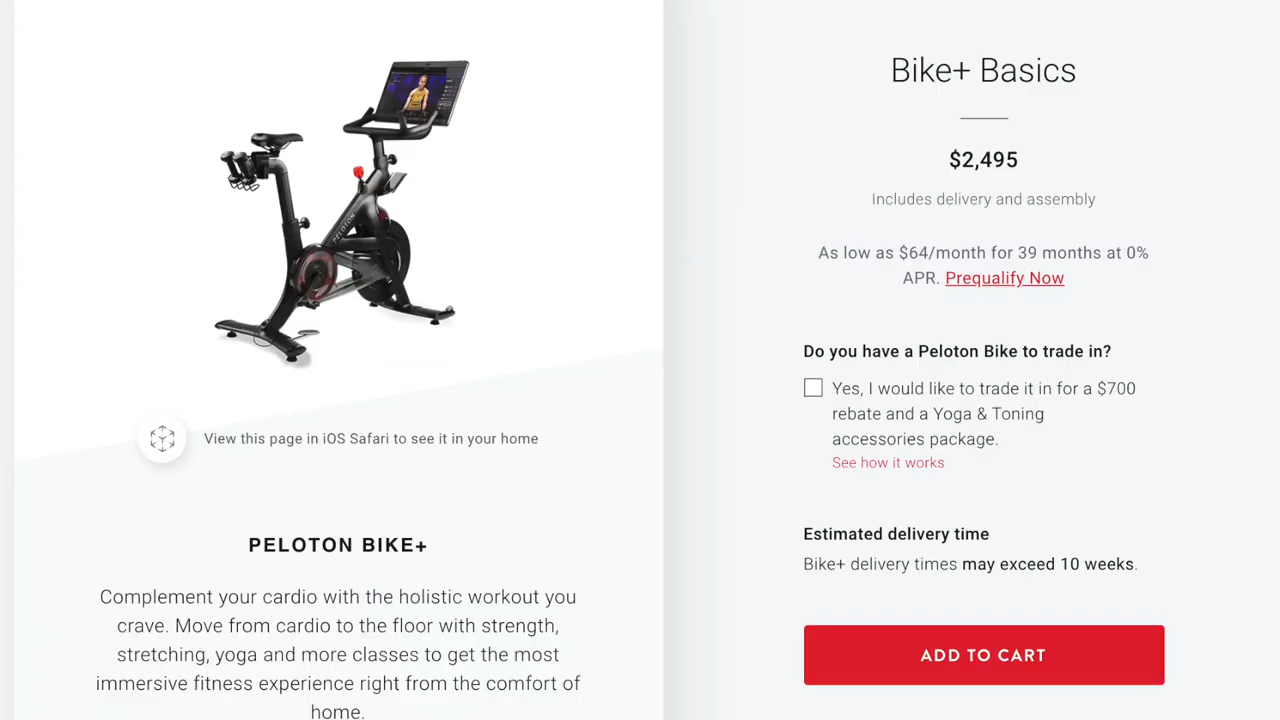 PELOTON
View this page in iOS Safari to see it in your home
PELOTON BIKE+
Complement your cardio with the holistic workout you
crave. Move from cardio to the floor with strength,
stretching, yoga and more classes to get the most
immersive fitness experience right from the comfort of
home.
Bike+ Basics
$2,495
Includes delivery and assembly
As low as $64/month for 39 months at 0%
APR. Prequalify Now
Do you have a Peloton Bike to trade in?
Yes, I would like to trade it in for a $700
rebate and a Yoga & Toning
accessories package.
See how it works
Estimated delivery time
Bike+ delivery times may exceed 10 weeks.
ADD TO CART